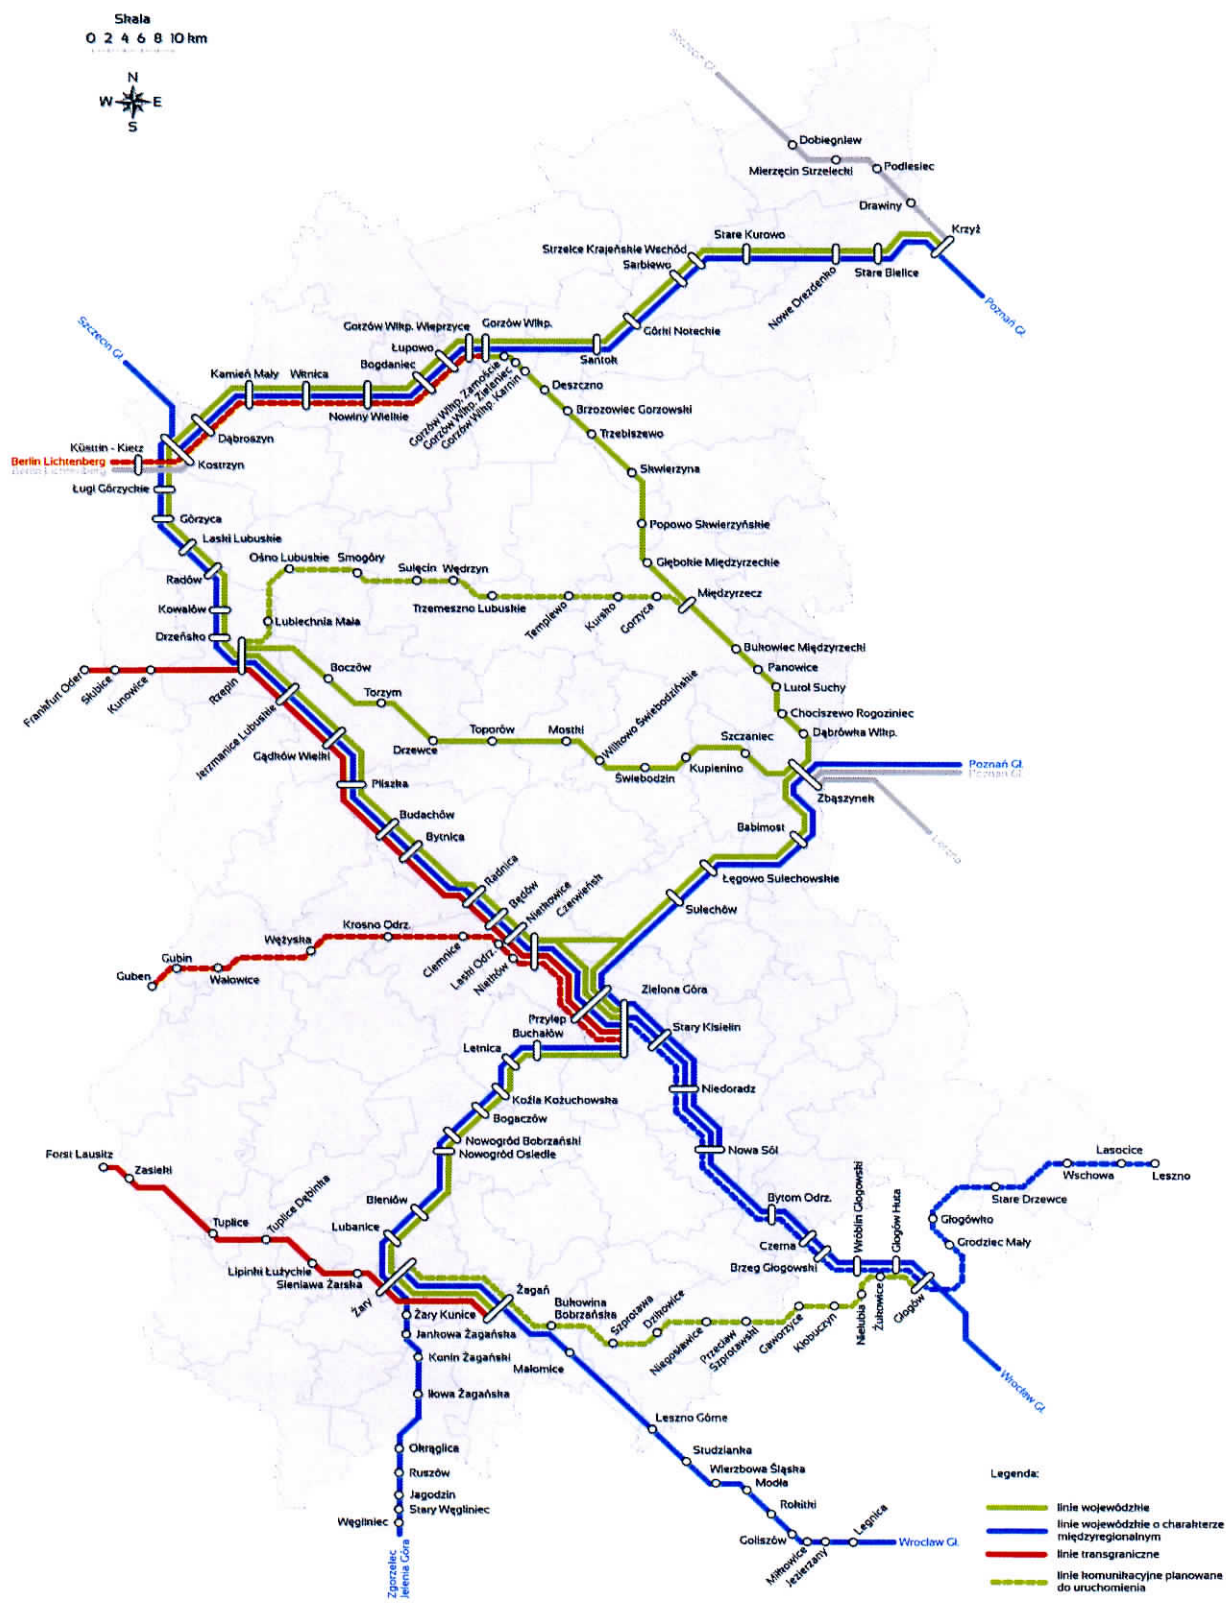 Skala
0 2 4 6 8 10 km
N
W E
S
Szczecin Gł.
Dobiegniew
Mierzęcin Strzelecki
Podlesiec
Drawiny
Krzyż
Stare Kurowo
Strzelce Krajeńskie Wschód
Sarbiewo
Stare Bielice
Nowe Drezdenko
Poznań Gł.
Górki Noteckie
Santok
Gorzów Wlkp. Wieprzyce
Gorzów Wlkp.
Łupowo
Bogdaniec
Szczecin Gł.
Kamień Mały
Witnica
Nowiny Wielkie
Gorzów Wlkp. Zamoście
Gorzów Wlkp. Zieleniec
Gorzów Wlkp. Karnin
Deszczno
Brzozowiec Gorzowski
Trzebiszewo
Dąbroszyn
Küstrin - Kietz
Berlin Lichtenberg
Berlin Lichtenberg
Kostrzyn
Skwierzyna
Ługi Górzyckie
Górzyca
Popowo Skwierzyńskie
Laski Lubuskie
Ośno Lubuskie
Smogóry
Sulęcin
Wędrzyn
Głębokie Międzyrzeckie
Radów
Trzemeszno Lubuskie
Templewo
Kursko
Gorzyca
Międzyrzecz
Kowalów
Lubiechnia Mała
Drzeńsko
Bukowiec Międzyrzecki
Panowice
Frankfurt Oder
Słubice
Kunowice
Rzepin
Boczów
Lutol Suchy
Torzym
Jerzmanice Lubuskie
Chociszewo Rogoziniec
Wilkowo Świebodzińskie
Dąbrówka Wlkp.
Gądków Wielki
Drzewce
Toporów
Mostki
Szczaniec
Świebodzin
Kupienino
Poznań Gł.
Poznań Gł.
Pliszka
Zbąszynek
Leszno
Budachów
Bytnica
Babimost
Łęgowo Sulechowskie
Radnica
Będów
Nietkowice
Czerwieńsk
Sulechów
Krosno Odrz.
Wężyska
Ciemnice
Laski Odrz.
Nietków
Guben
Gubin
Wałowice
Zielona Góra
Przylep
Stary Kisielin
Buchałów
Letnica
Niedoradz
Koźla Kożuchowska
Bogaczów
Nowogród Bobrzański
Nowogród Osiedle
Nowa Sól
Forst Lausitz
Zasieki
Lasocice
Wschowa
Leszno
Stare Drzewce
Bieniów
Bytom Odrz.
Tuplice
Tuplice Dębinka
Lubanice
Głogówko
Wróblin Głogowski
Głogów Huta
Czerna
Grodziec Mały
Brzeg Głogowski
Lipinki Łużyckie
Sieniawa Żarska
Żary
Żagań
Bukowina
Bobrzańska
Żary Kunice
Jankowa Żagańska
Szprotawa
Dzikowice
Niegosławice
Przecław
Szprotawski
Gaworzyce
Kłobuczyn
Nielubia
Żukowice
Głogów
Konin Żagański
Małomice
Wrocław Gł.
Iłowa Żagańska
Leszno Górne
Okrąglica
Studzianka
Ruszów
Wierzbowa Śląska
Modła
Jagodzin
Stary Węgliniec
Rokitki
Węgliniec
Goliszów
Miłkowice
Jezierzany
Legnica
Wrocław Gł.
Zgorzelec
Jelenia Góra
Legenda:
linie wojewódzkie
linie wojewódzkie o charakterze
międzyregionalnym
linie transgraniczne
linie komunikacyjne planowane
do uruchomienia